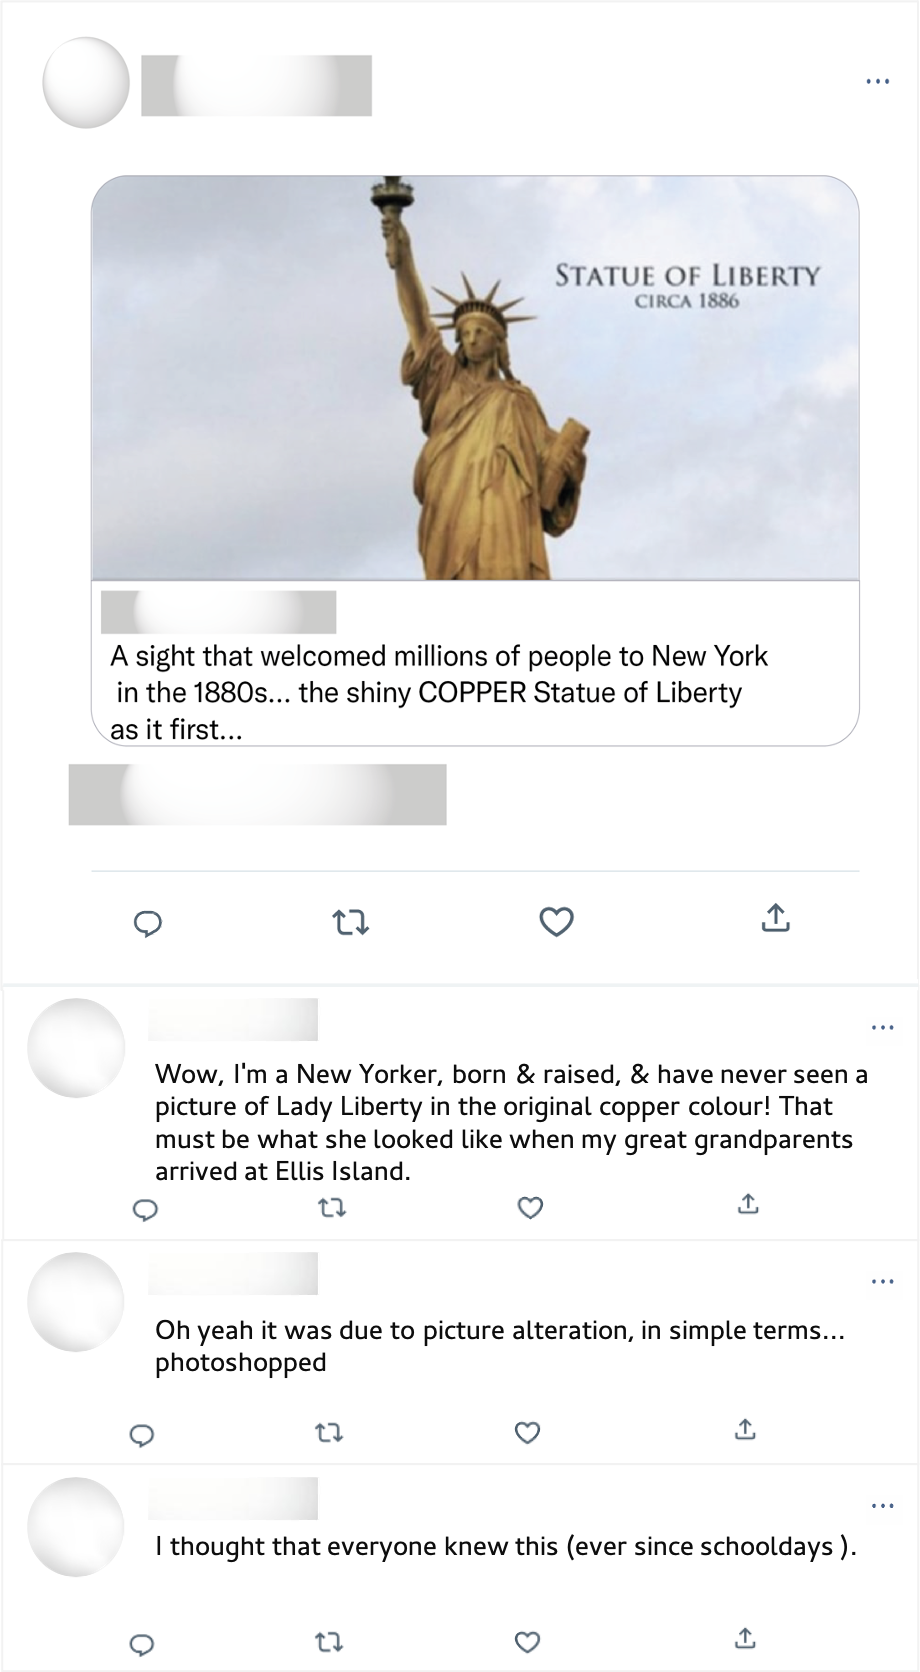 STATUE OF LIBERTY
CIRCA 1886
A sight that welcomed millions of people to New York
in the 1880s... the shiny COPPER Statue of Liberty
as it first...
Wow, I'm a New Yorker, born & raised, & have never seen a
picture of Lady Liberty in the original copper colour! That
must be what she looked like when my great grandparents
arrived at Ellis Island.
Oh yeah it was due to picture alteration, in simple terms...
photoshopped
I thought that everyone knew this (ever since schooldays ).